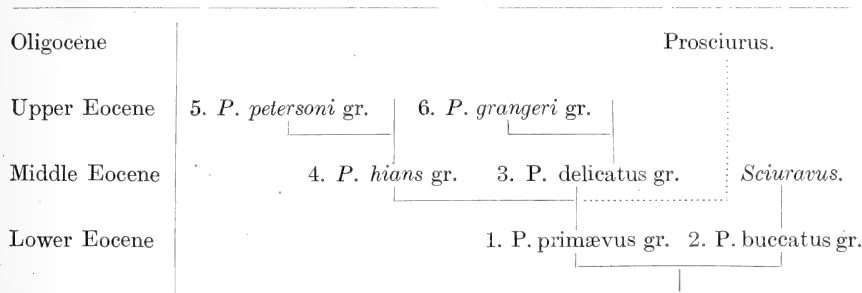 Oligocene Prosciurus.
Upper Eocene 5. P. petersoni gr. 6. P. grangeri gr.
Middle Eocene 4. P. hians gr. 3. P. delicatus gr. Sciuravus.
Lower Eocene 1. P. primævus gr. 2. P. buccatus gr.